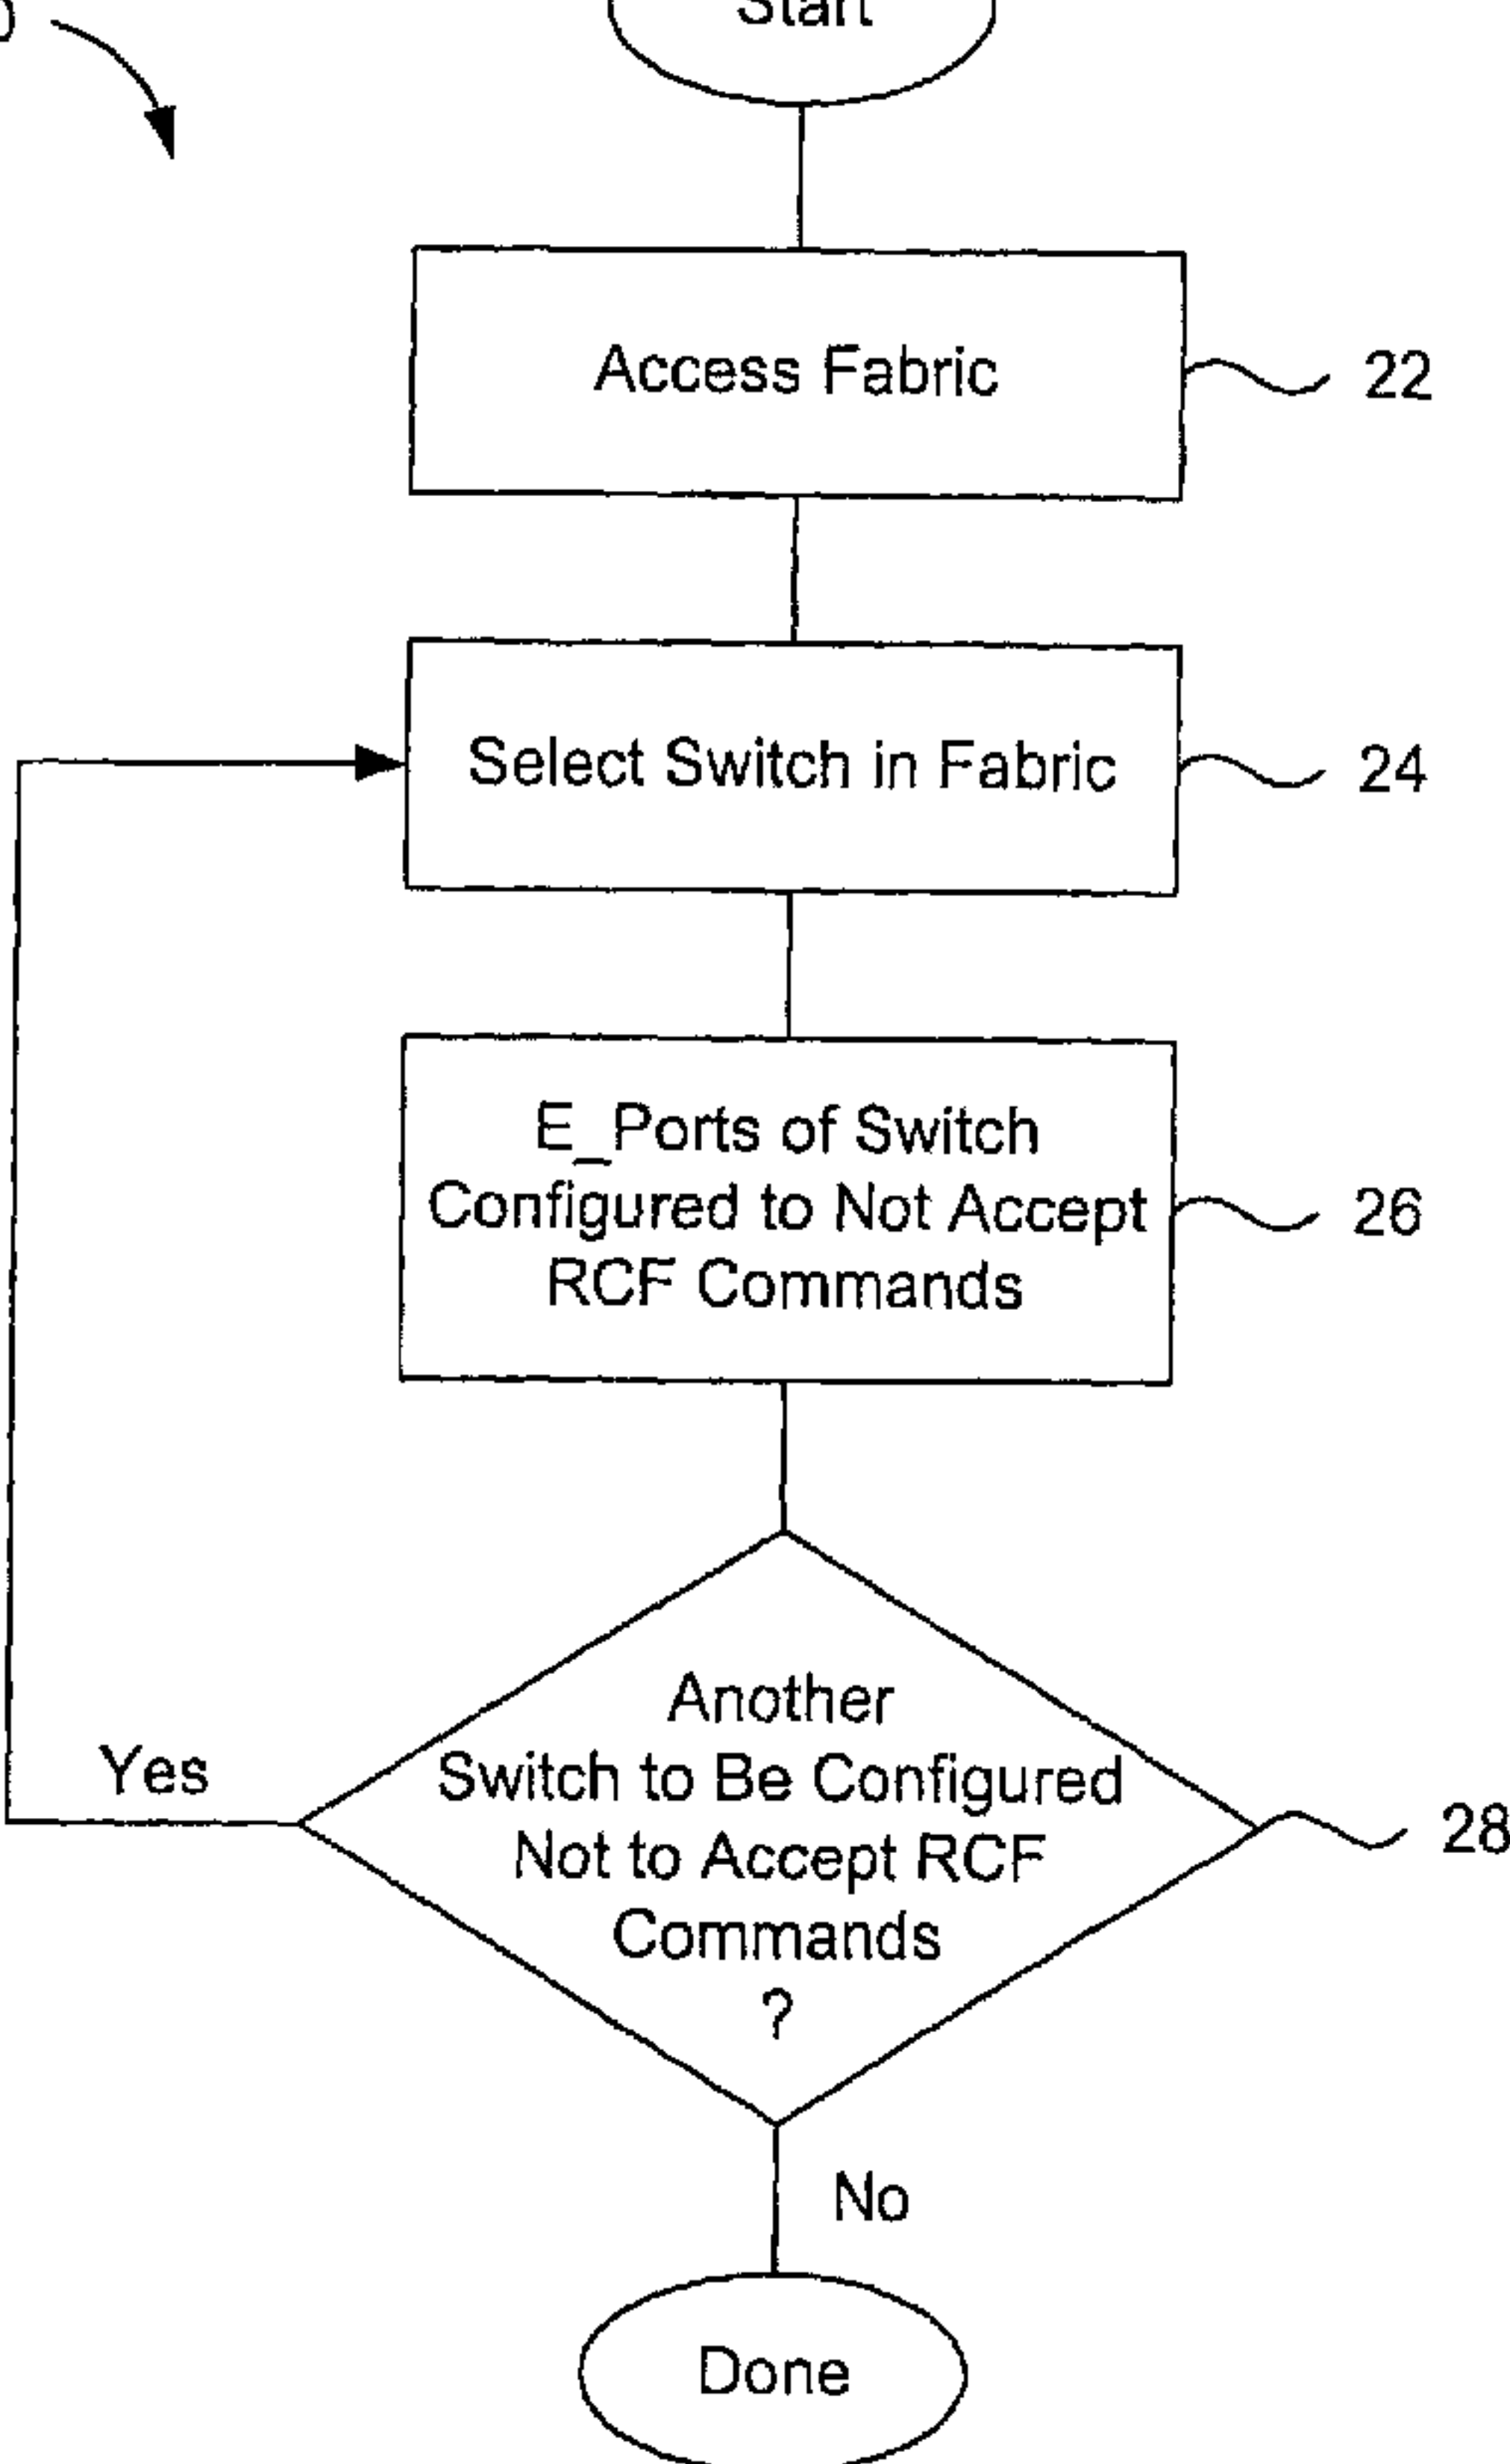 Start
Access Fabric
22
Select Switch in Fabric
24
E_Ports of Switch
Configured to Not Accept
RCF Commands
26
Another
Switch to Be Configured
Not to Accept RCF
Commands
?
28
Yes
No
Done